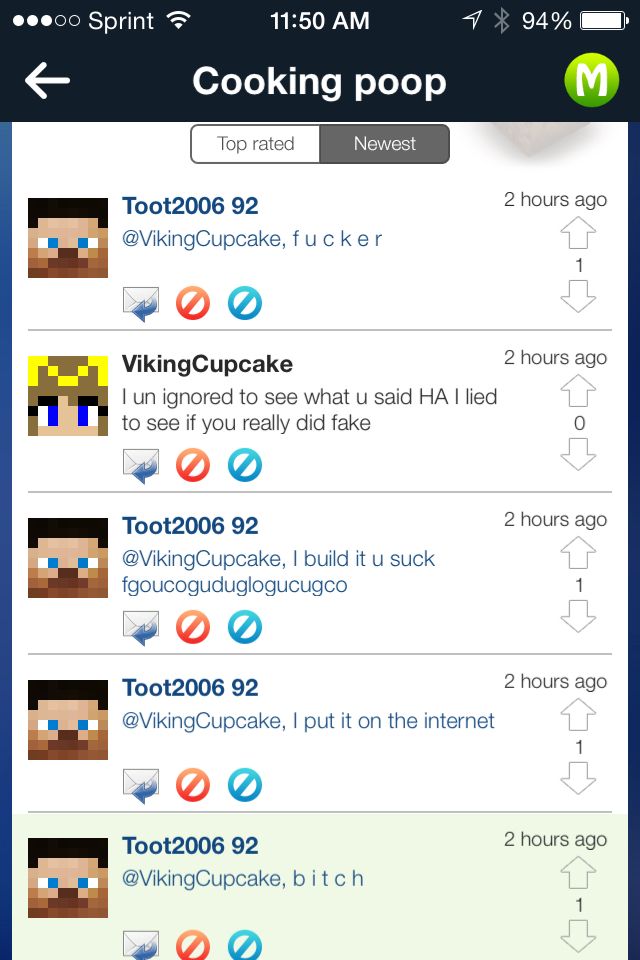 Sprint 11:50 AM 94%
Cooking poop
M
Top rated Newest
Toot2006 92 2 hours ago
@VikingCupcake, f u c k e r
1
VikingCupcake 2 hours ago
I un ignored to see what u said HA I lied
0
to see if you really did fake
Toot2006 92 2 hours ago
@VikingCupcake, I build it u suck
1
fgoucoguduglogucugco
Toot2006 92 2 hours ago
@VikingCupcake, I put it on the internet
1
Toot2006 92 2 hours ago
@VikingCupcake, b i t c h
1